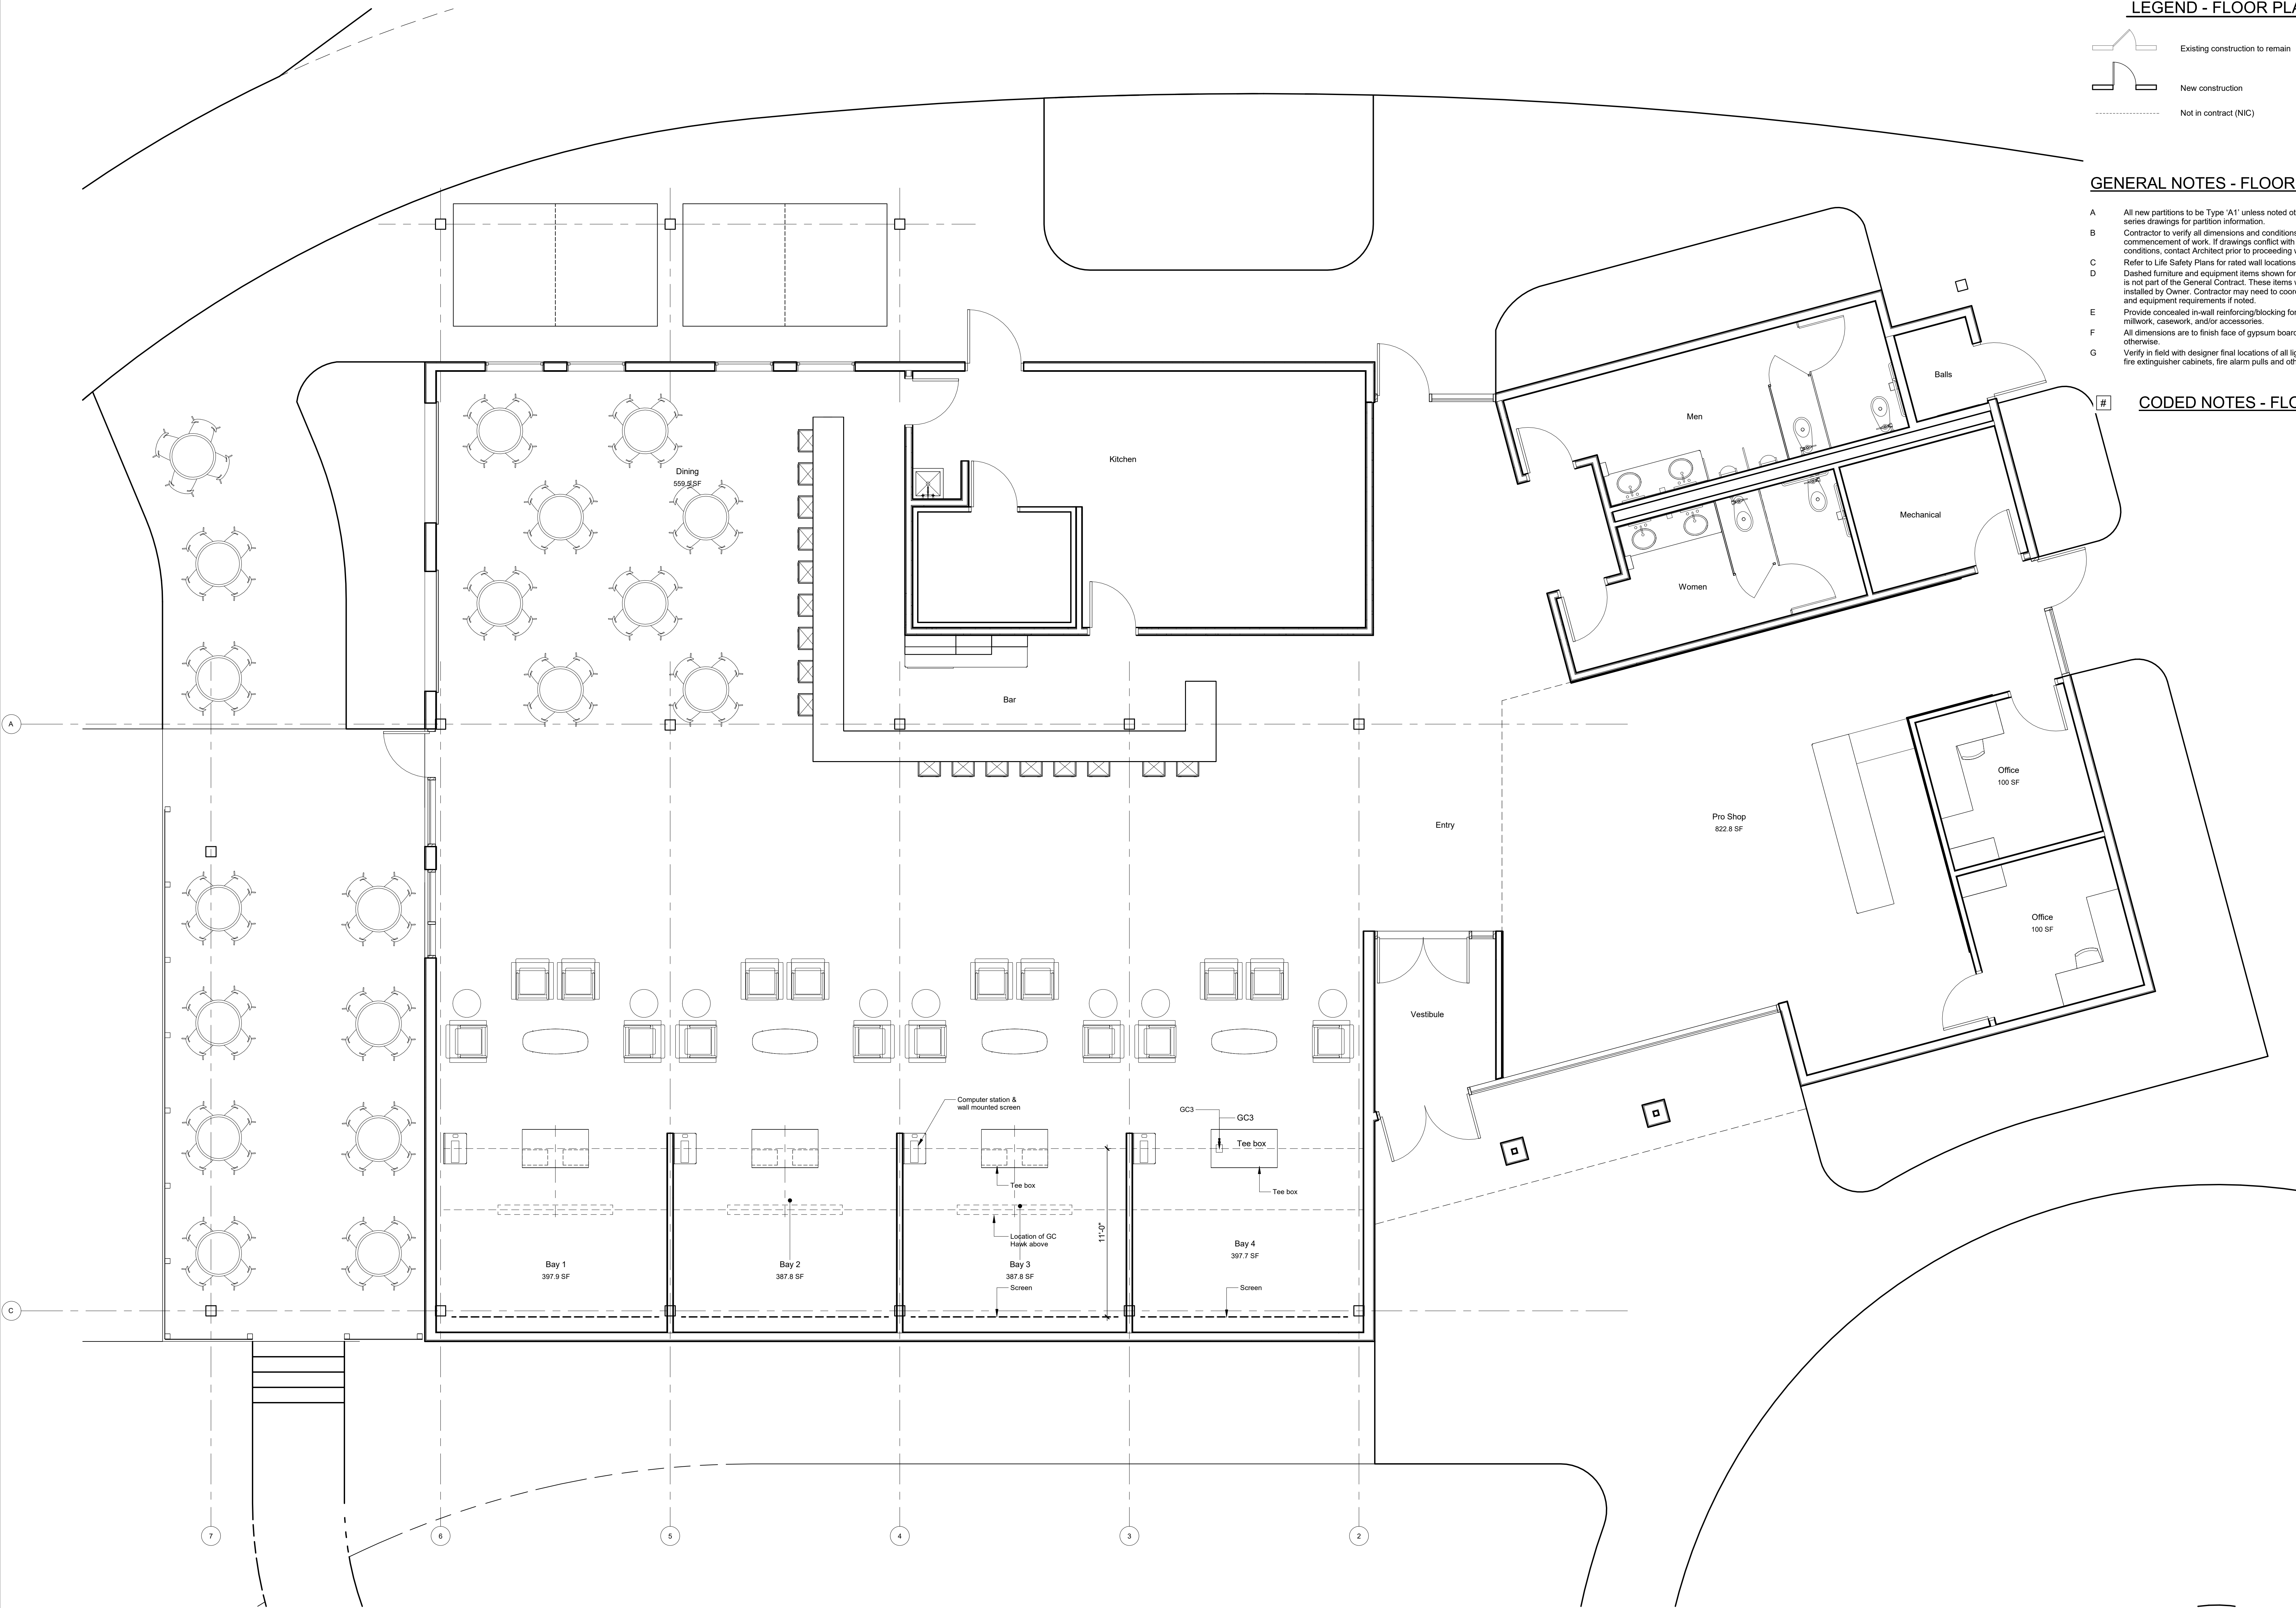 LEGEND - FLOOR PLA
Existing construction to remain
New construction
Not in contract (NIC)
GENERAL NOTES - FLOOR
A All new partitions to be Type 'A1' unless noted ot
series drawings for partition information.
B Contractor to verify all dimensions and conditions
commencement of work. If drawings conflict with
conditions, contact Architect prior to proceeding
C Refer to Life Safety Plans for rated wall locations
D Dashed furniture and equipment items shown for
is not part of the General Contract. These items
installed by Owner. Contractor may need to coor
and equipment requirements if noted.
E Provide concealed in-wall reinforcing/blocking for
millwork, casework, and/or accessories.
F All dimensions are to finish face of gypsum board
otherwise.
G Verify in field with designer final locations of all lig
fire extinguisher cabinets, fire alarm pulls and oth
# CODED NOTES - FLO
Balls
Men
Kitchen
Dining
559.9 SF
Mechanical
Women
Bar
A
Office
100 SF
Pro Shop
822.8 SF
Entry
Office
100 SF
Vestibule
Computer station &
wall mounted screen
GC3
GC3
Tee box
Tee box
Tee box
11'-0"
Location of GC
Hawk above
Bay 4
397.7 SF
Bay 1
397.9 SF
Bay 2
387.8 SF
Bay 3
387.8 SF
Screen
Screen
C
7
6
5
4
3
2